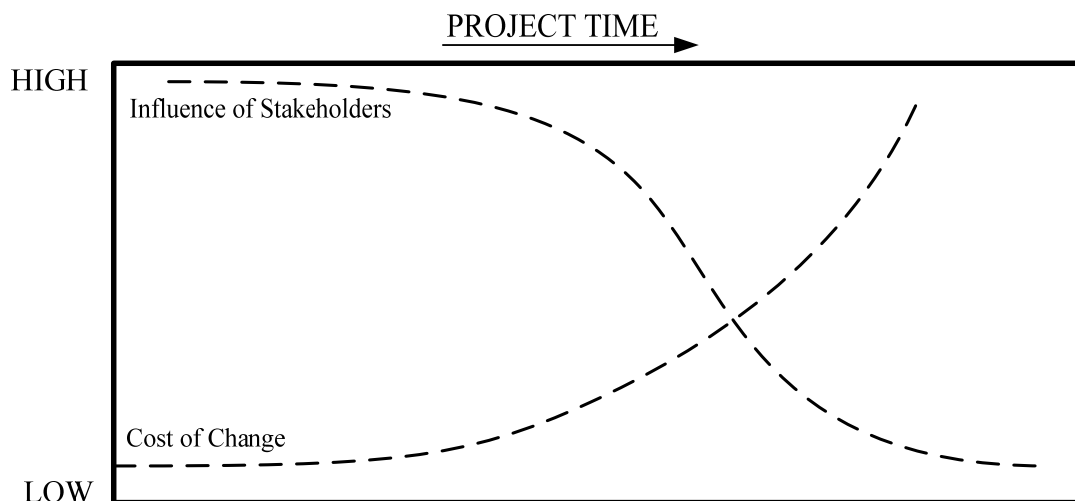 PROJECT TIME
HIGH
Influence of Stakeholders
Cost of Change
LOW